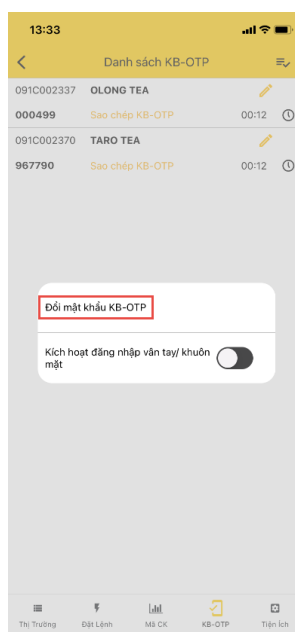 13:33
Danh sách KB-OTP
091C002337 OLONG TEA
000499 Sao chép KB-OTP 00:12
091C002370 TARO TEA
967790 Sao chép KB-OTP 00:12
Đổi mật khẩu KB-OTP
Kích hoạt đăng nhập vân tay/ khuôn
mặt
Thị Trường Đặt Lệnh Mã CK KB-OTP Tiện Ích